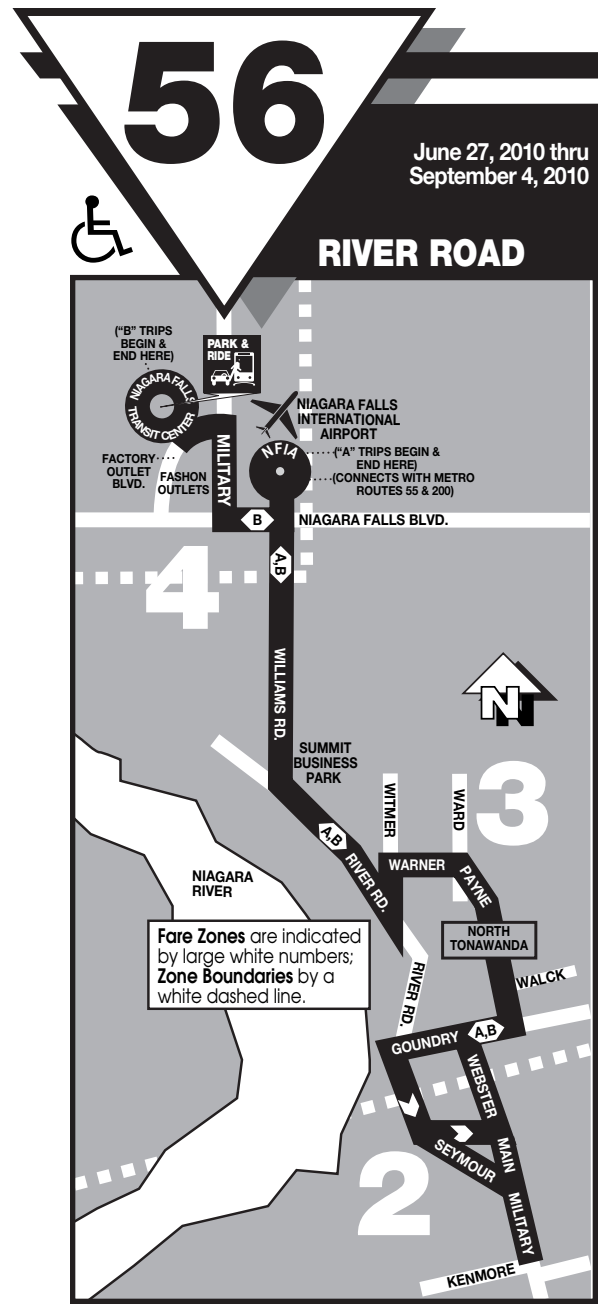 56
June 27, 2010 thru
September 4, 2010
RIVER ROAD
("B" TRIPS
BEGIN &
END HERE)
PARK &
RIDE
NIAGARA FALLS
TRANSIT CENTER
NIAGARA FALLS
INTERNATIONAL
AIRPORT
NFIA
("A" TRIPS BEGIN &
END HERE)
(CONNECTS WITH METRO
ROUTES 55 & 200)
FACTORY
OUTLET
BLVD.
FASHON
OUTLETS
MILITARY
B
NIAGARA FALLS BLVD.
A,B
4
WILLIAMS RD.
N
SUMMIT
BUSINESS
PARK
WITMER
WARD
3
A,B
RIVER RD.
WARNER
PAYNE
NIAGARA
RIVER
Fare Zones are indicated
by large white numbers;
Zone Boundaries by a
white dashed line.
NORTH
TONAWANDA
RIVER RD.
WALCK
GOUNDRY
A,B
WEBSTER
2
SEYMOUR
MAIN
MILITARY
KENMORE